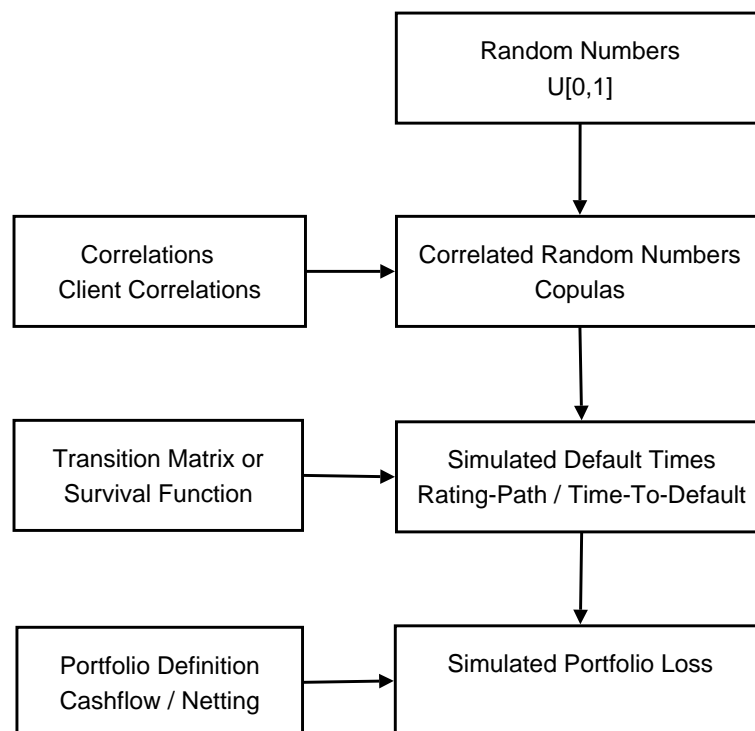 Random Numbers
U[0,1]
Correlations
Client Correlations
Correlated Random Numbers
Copulas
Transition Matrix or
Survival Function
Simulated Default Times
Rating-Path / Time-To-Default
Portfolio Definition
Cashflow / Netting
Simulated Portfolio Loss